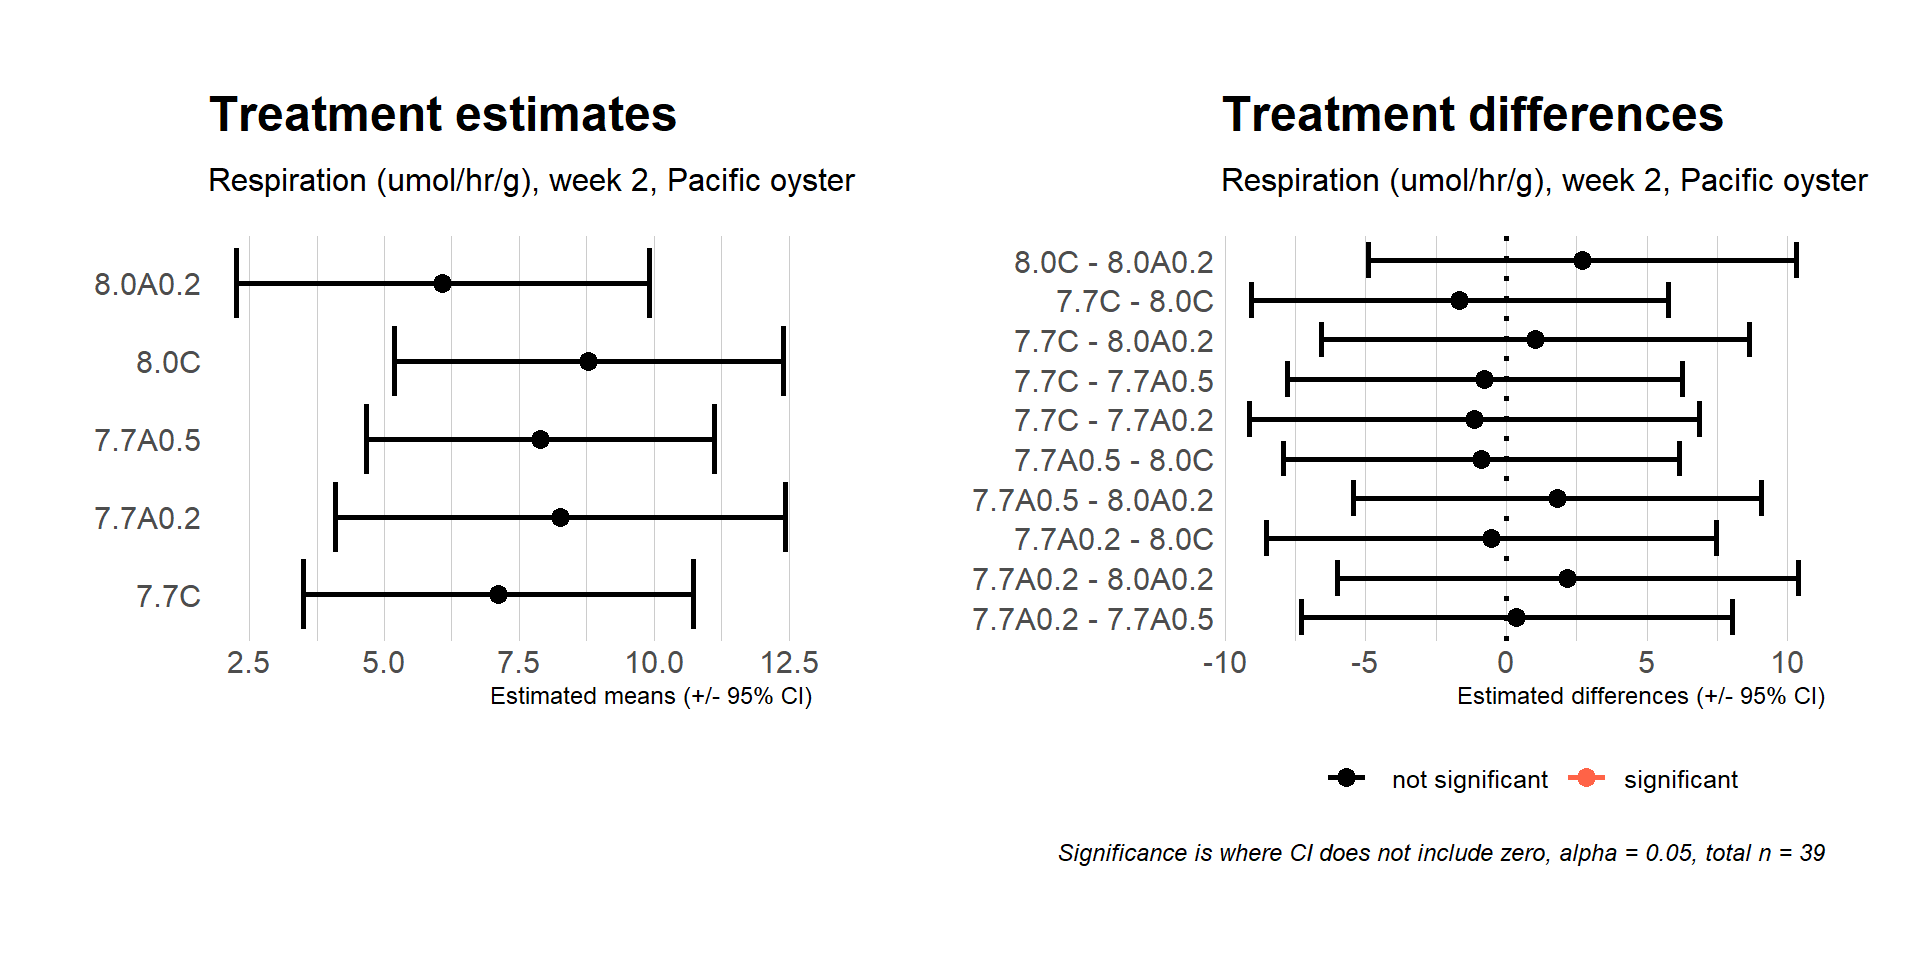 Treatment estimates
Respiration (umol/hr/g), week 2, Pacific oyster
8.0A0.2
8.0C
7.7A0.5
7.7A0.2
7.7C
2.5 5.0 7.5 10.0 12.5
Estimated means (+/- 95% CI)
Treatment differences
Respiration (umol/hr/g), week 2, Pacific oyster
8.0C - 8.0A0.2
7.7C - 8.0C
7.7C - 8.0A0.2
7.7C - 7.7A0.5
7.7C - 7.7A0.2
7.7A0.5 - 8.0C
7.7A0.5 - 8.0A0.2
7.7A0.2 - 8.0C
7.7A0.2 - 8.0A0.2
7.7A0.2 - 7.7A0.5
-10 -5 0 5 10
Estimated differences (+/- 95% CI)
not significant significant
Significance is where CI does not include zero, alpha = 0.05, total n = 39